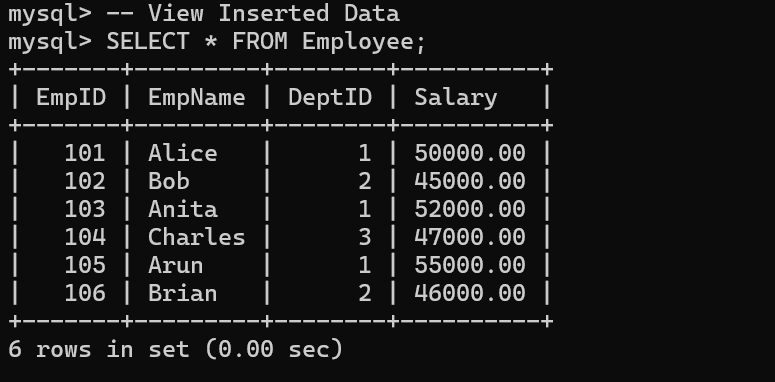 mysql> -- View Inserted Data
mysql> SELECT * FROM Employee;
+-------+---------+--------+----------+
| EmpID | EmpName | DeptID | Salary   |
+-------+---------+--------+----------+
|   101 | Alice   |      1 | 50000.00 |
|   102 | Bob     |      2 | 45000.00 |
|   103 | Anita   |      1 | 52000.00 |
|   104 | Charles |      3 | 47000.00 |
|   105 | Arun    |      1 | 55000.00 |
|   106 | Brian   |      2 | 46000.00 |
+-------+---------+--------+----------+
6 rows in set (0.00 sec)